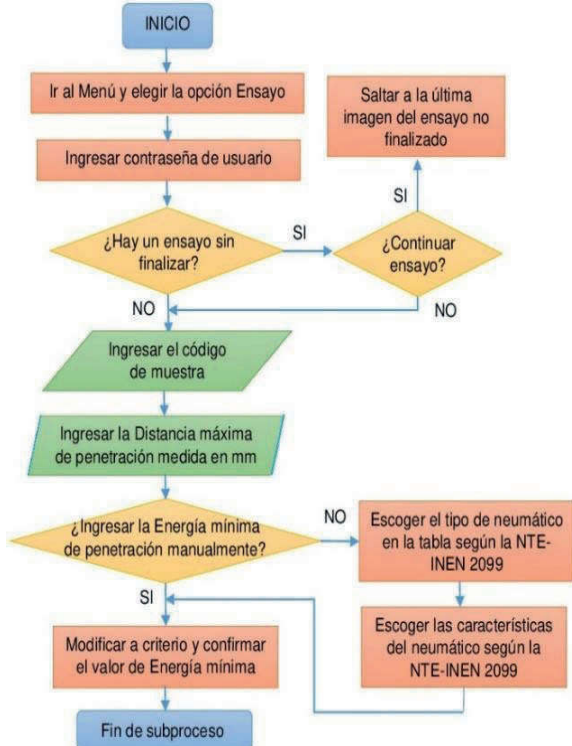 INICIO
Ir al Menú y elegir la opción Ensayo
Ingresar contraseña de usuario
¿Hay un ensayo sin
finalizar?
SI
¿Continuar
ensayo?
SI
Saltar a la última
imagen del ensayo no
finalizado
NO
NO
Ingresar el código
de muestra
Ingresar la Distancia máxima
de penetración medida en mm
¿Ingresar la Energía mínima
de penetración manualmente?
NO
Escoger el tipo de neumático
en la tabla según la NTE-
INEN 2099
Escoger las características
del neumático según la
NTE-INEN 2099
SI
Modificar a criterio y confirmar
el valor de Energía mínima
Fin de subproceso